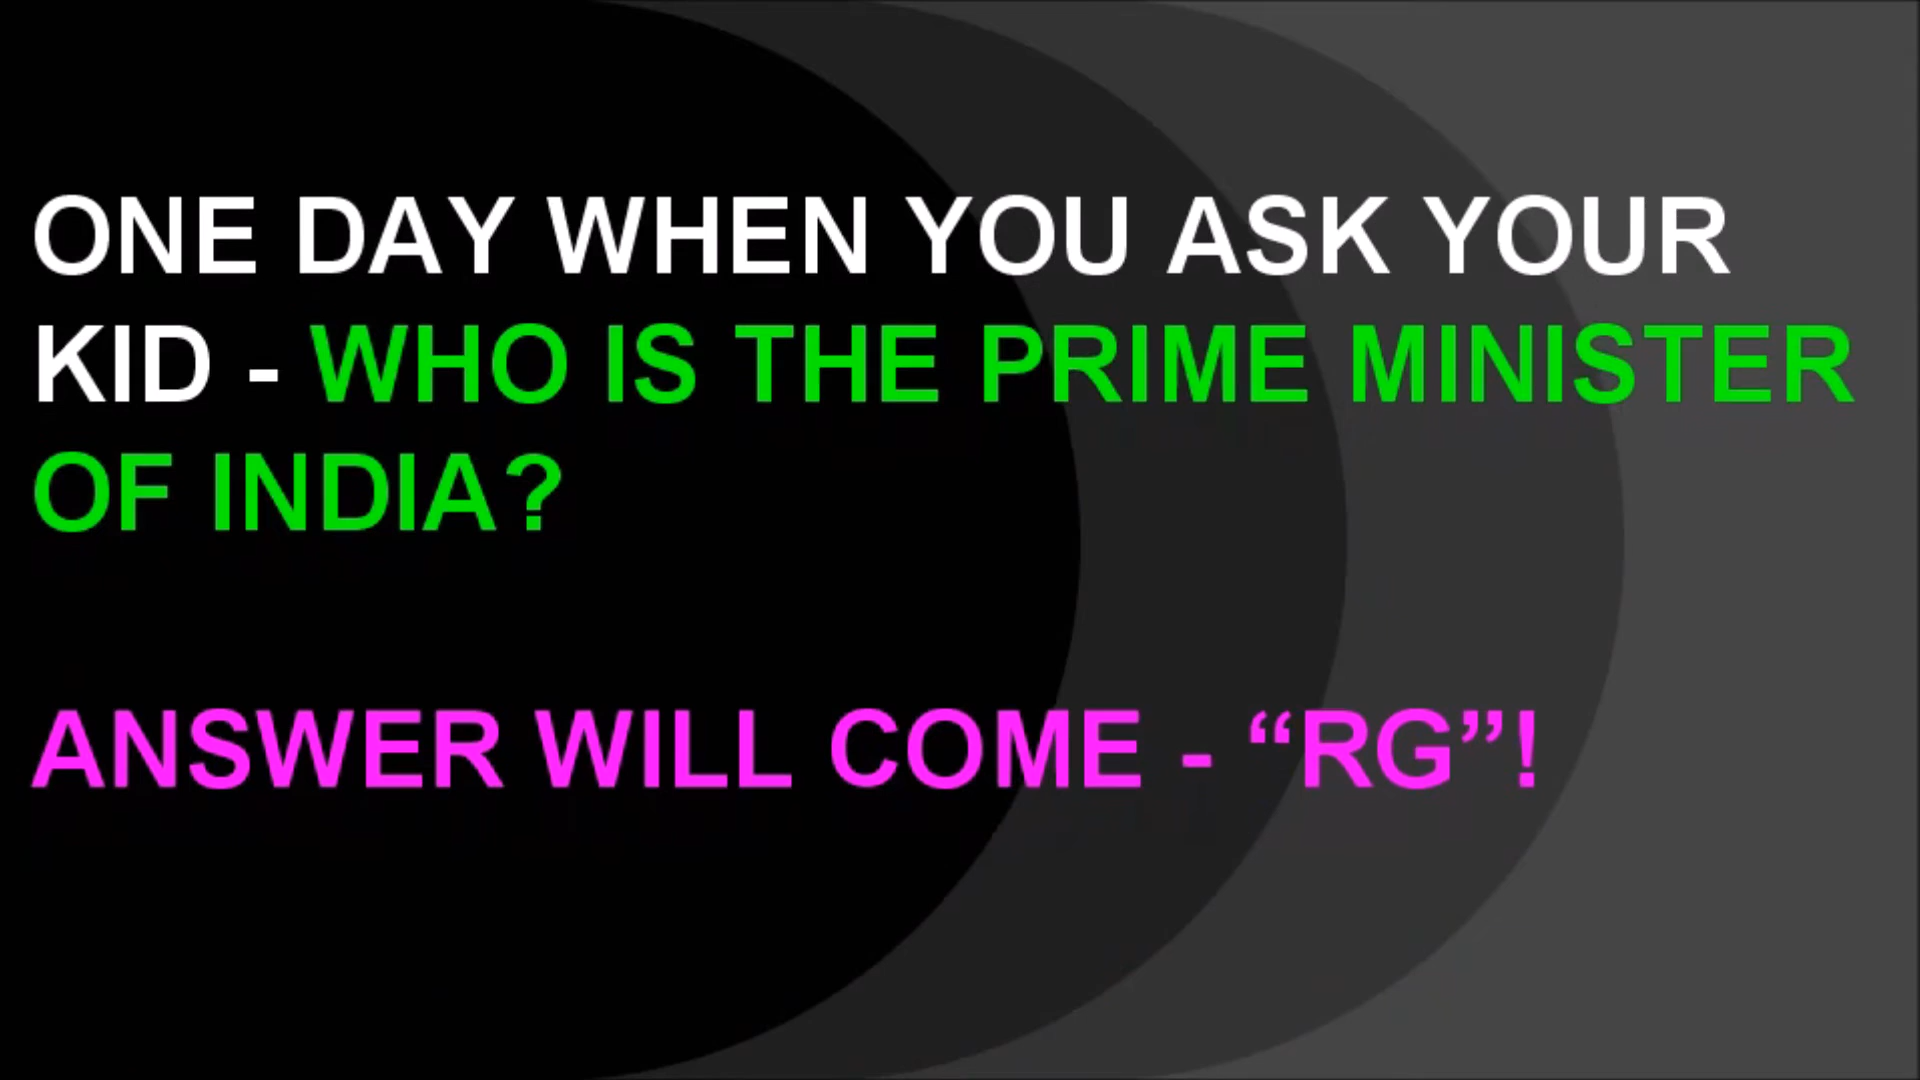 ONE DAY WHEN YOU ASK YOUR
KID - WHO IS THE PRIME MINISTER
OF INDIA?
ANSWER WILL COME - “RG”!